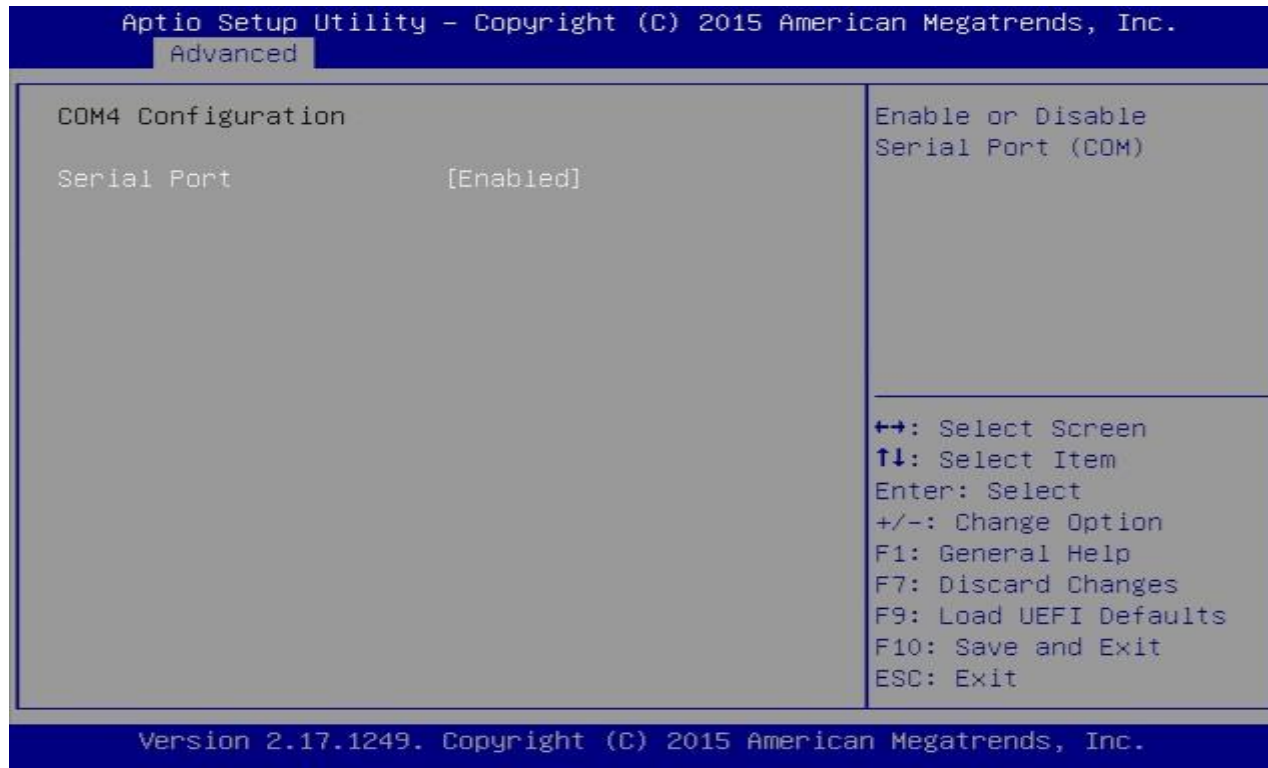 Aptio Setup Utility – Copyright (C) 2015 American Megatrends, Inc.
Advanced
COM4 Configuration
Serial Port [Enabled]
Enable or Disable
Serial Port (COM)
↔: Select Screen
↑↓: Select Item
Enter: Select
+/-: Change Option
F1: General Help
F7: Discard Changes
F9: Load UEFI Defaults
F10: Save and Exit
ESC: Exit
Version 2.17.1249. Copyright (C) 2015 American Megatrends, Inc.